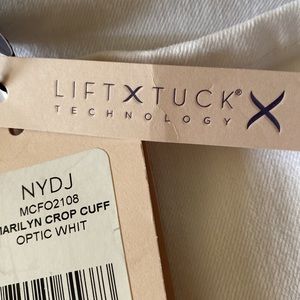 LIFTXTUCK® X
TECHNOLOGY
NYDJ
MCFO2108
MARILYN CROP CUFF
OPTIC WHIT